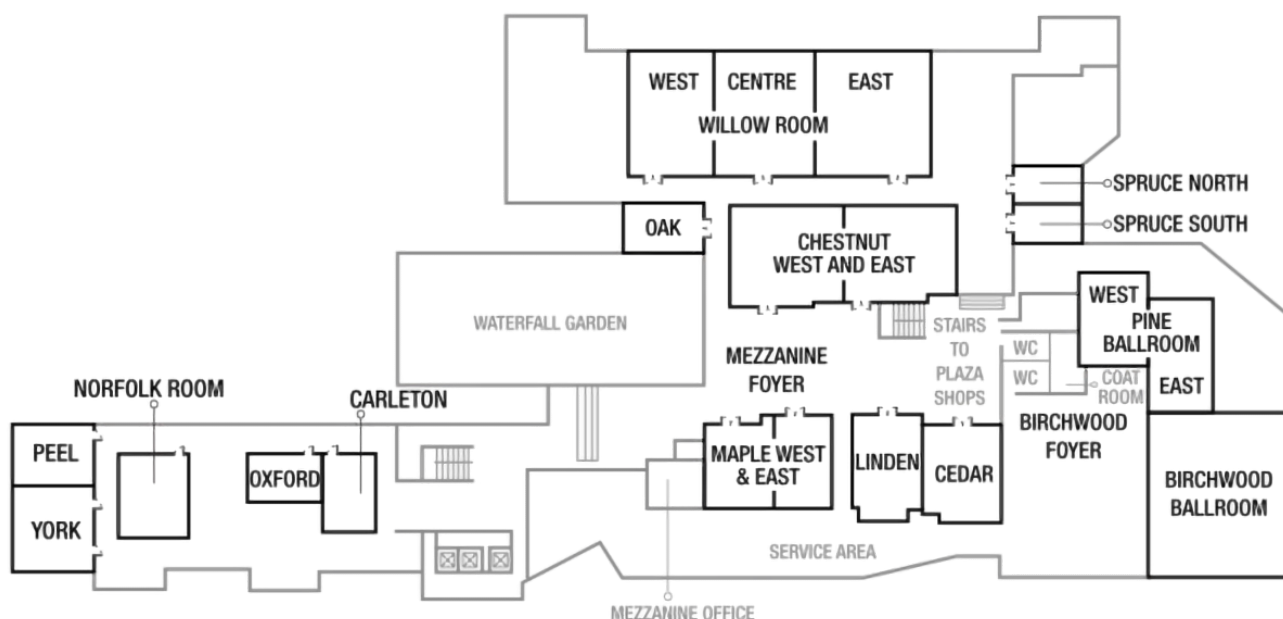 WEST
CENTRE
EAST
WILLOW ROOM
SPRUCE NORTH
SPRUCE SOUTH
OAK
CHESTNUT
WEST AND EAST
WATERFALL GARDEN
STAIRS
TO
PLAZA
SHOPS
WEST
PINE
BALLROOM
EAST
WC
WC
COAT
ROOM
MEZZANINE
FOYER
BIRCHWOOD
FOYER
BIRCHWOOD
BALLROOM
NORFOLK ROOM
CARLETON
PEEL
YORK
OXFORD
MAPLE WEST
& EAST
LINDEN
CEDAR
SERVICE AREA
MEZZANINE OFFICE